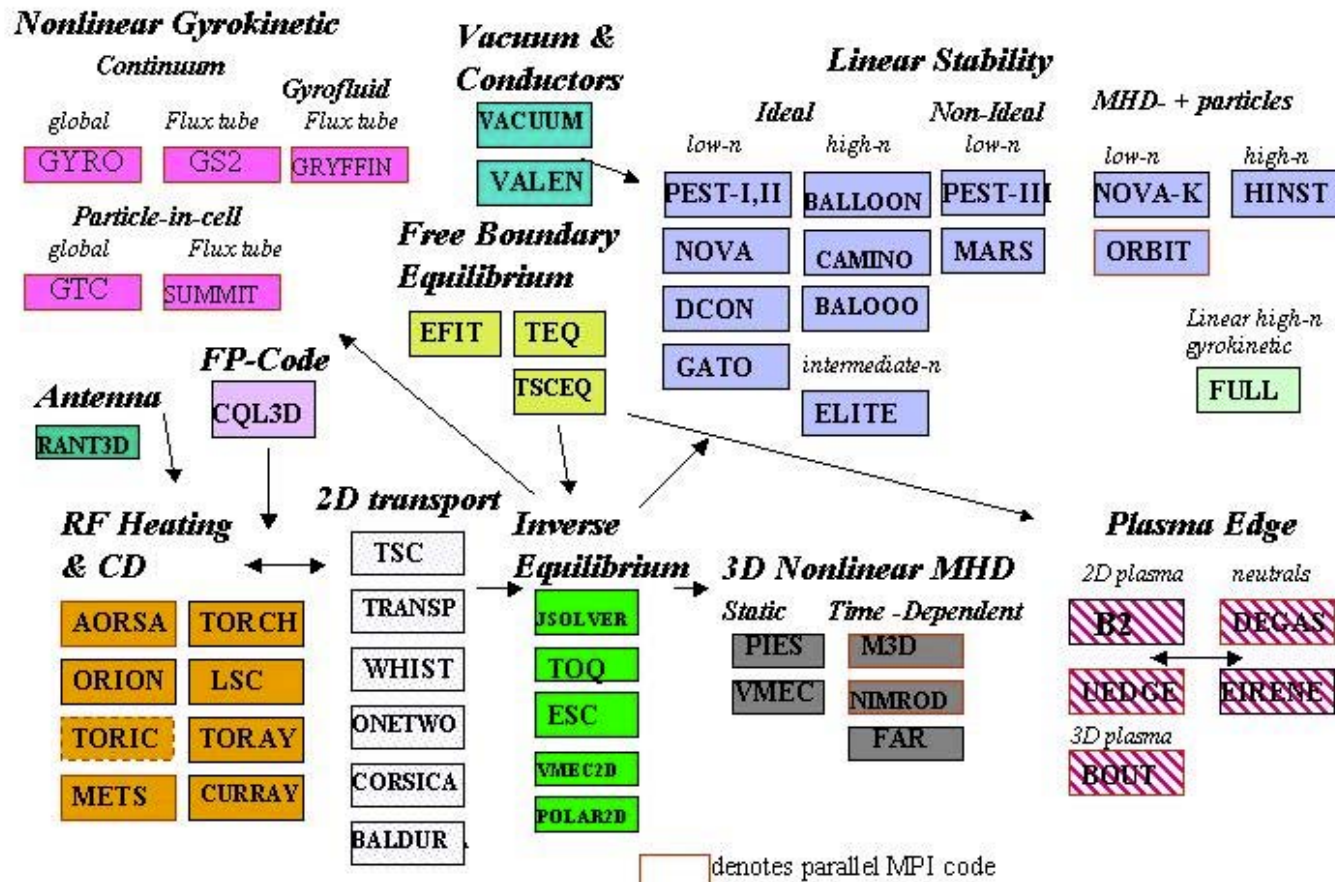 Nonlinear Gyrokinetic
Continuum
Gyrofluid
global
Flux tube
Flux tube
GYRO
GS2
GRYFFIN
Particle-in-cell
global
Flux tube
GTC
SUMMIT
Vacuum &
Conductors
VACUUM
VALEN
Linear Stability
Ideal
Non-Ideal
MHD- + particles
low-n
high-n
low-n
low-n
high-n
PEST-I,II
BALLOON
PEST-III
NOVA-K
HINST
NOVA
CAMINO
MARS
ORBIT
DCON
BALOOO
GATO
intermediate-n
ELITE
Linear high-n
gyrokinetic
FULL
Free Boundary
Equilibrium
EFIT
TEQ
TSCEQ
FP-Code
CQL3D
Antenna
RANT3D
RF Heating
& CD
AORSA
TORCH
ORION
LSC
TORIC
TORAY
METS
CURRAY
2D transport
TSC
TRANSP
WHIST
ONETWO
CORSICA
BALDUR
Inverse
Equilibrium
JSOLVER
TOQ
ESC
VMEC2D
POLAR2D
3D Nonlinear MHD
Static
Time -Dependent
PIES
M3D
VMEC
NIMROD
FAR
Plasma Edge
2D plasma
neutrals
B2
DEGAS
UEDGE
EIRENE
3D plasma
BOUT
denotes parallel MPI code